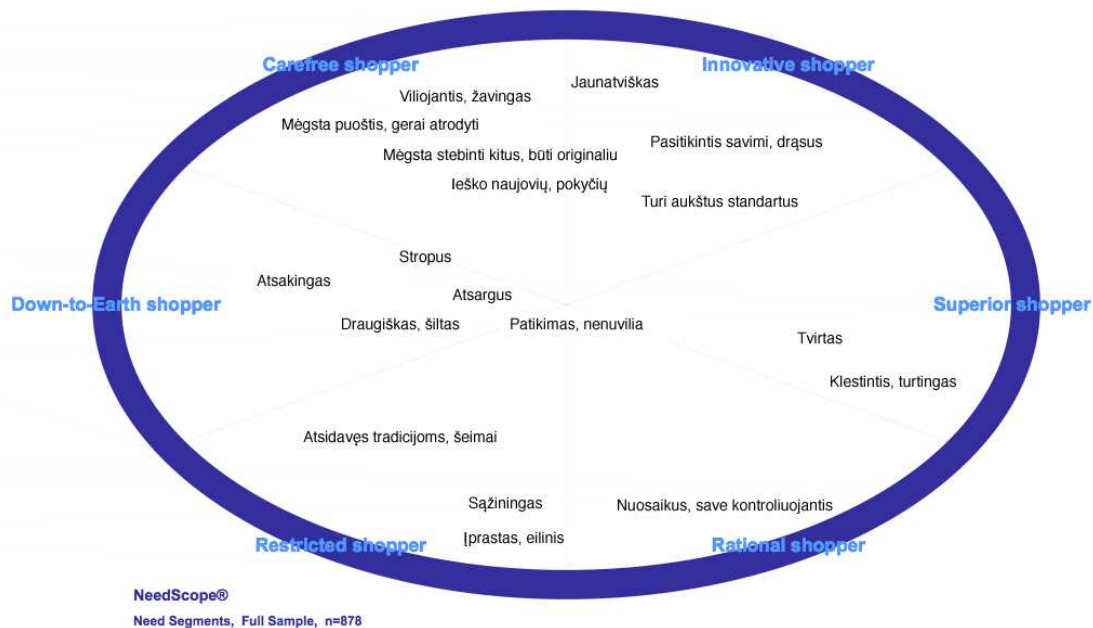 Carefree shopper
Innovative shopper
Jaunatviškas
Viliojantis, žavingas
Mėgsta puoštis, gerai atrodyti
Pasitikintis savimi, drąsus
Mėgsta stebinti kitus, būti originaliu
Ieško naujovių, pokyčių
Turi aukštus standartus
Stropus
Atsakingas
Atsargus
Down-to-Earth shopper
Superior shopper
Draugiškas, šiltas
Patikimas, nenuvilia
Tvirtas
Klestintis, turtingas
Atsidavęs tradicijoms, šeimai
Sąžiningas
Nuosaikus, save kontroliuojantis
Įprastas, eilinis
Restricted shopper
Rational shopper
NeedScope®
Need Segments, Full Sample, n=878